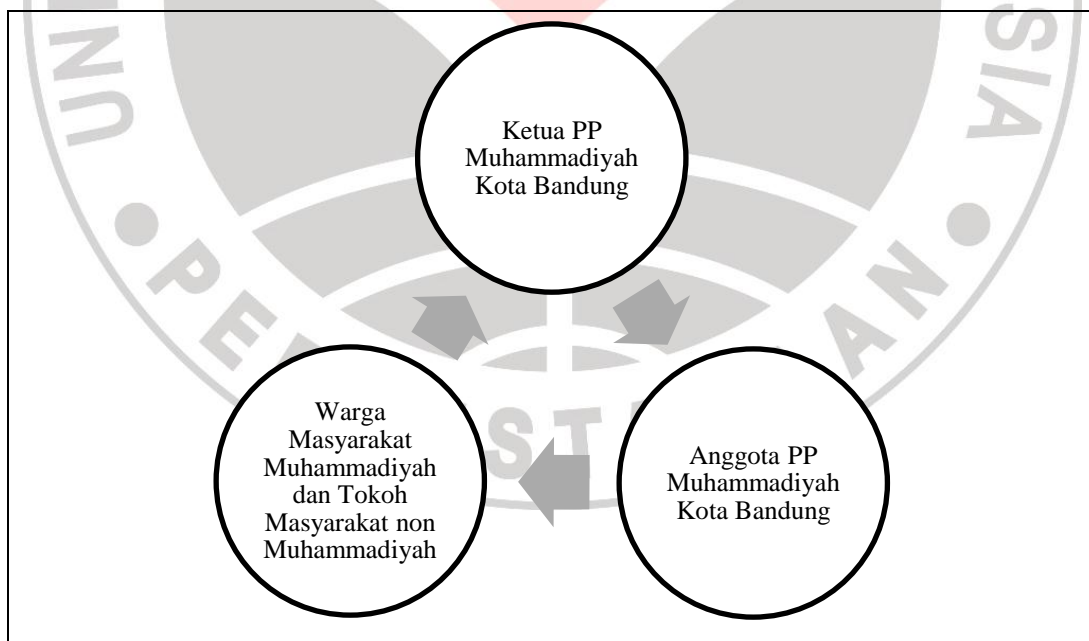 Ketua PP
Muhammadiyah
Kota Bandung
Warga
Masyarakat
Muhammadiyah
dan Tokoh
Masyarakat non
Muhammadiyah
Anggota PP
Muhammadiyah
Kota Bandung